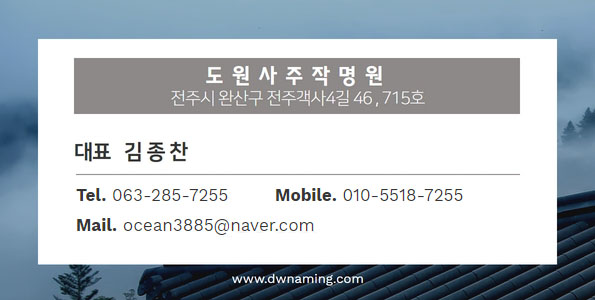 도원사주작명원
전주시 완산구 전주객사4길 46 , 715호
대표 김종찬
Tel. 063-285-7255 Mobile. 010-5518-7255
Mail. ocean3885@naver.com
www.dwnaming.com